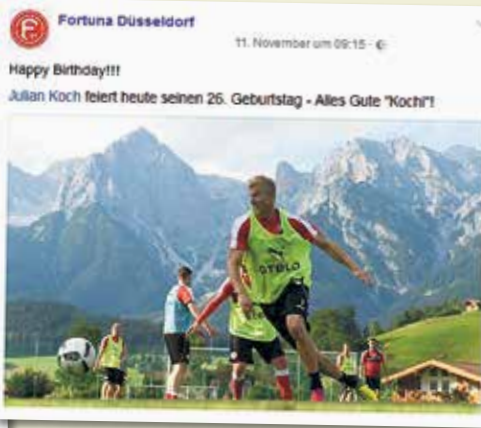 Fortuna Düsseldorf
11. November um 09:15
Happy Birthday!!!
Julian Koch feiert heute seinen 26. Geburtstag - Alles Gute "Kochi"!
OTELO